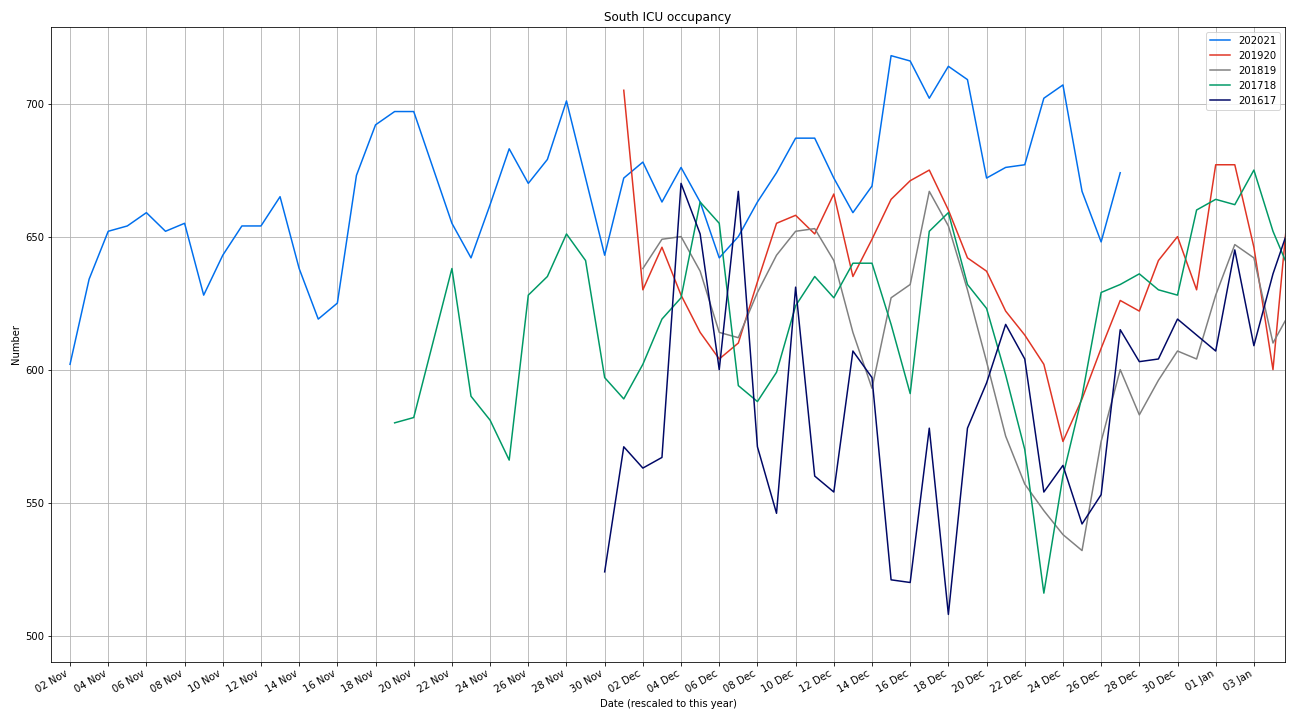 South ICU occupancy
202021
201920
201819
201718
201617
Number
700
650
600
550
500
02 Nov
04 Nov
06 Nov
08 Nov
10 Nov
12 Nov
14 Nov
16 Nov
18 Nov
20 Nov
22 Nov
24 Nov
26 Nov
28 Nov
30 Nov
02 Dec
04 Dec
06 Dec
08 Dec
10 Dec
12 Dec
14 Dec
16 Dec
18 Dec
20 Dec
22 Dec
24 Dec
26 Dec
28 Dec
30 Dec
01 Jan
03 Jan
Date (rescaled to this year)